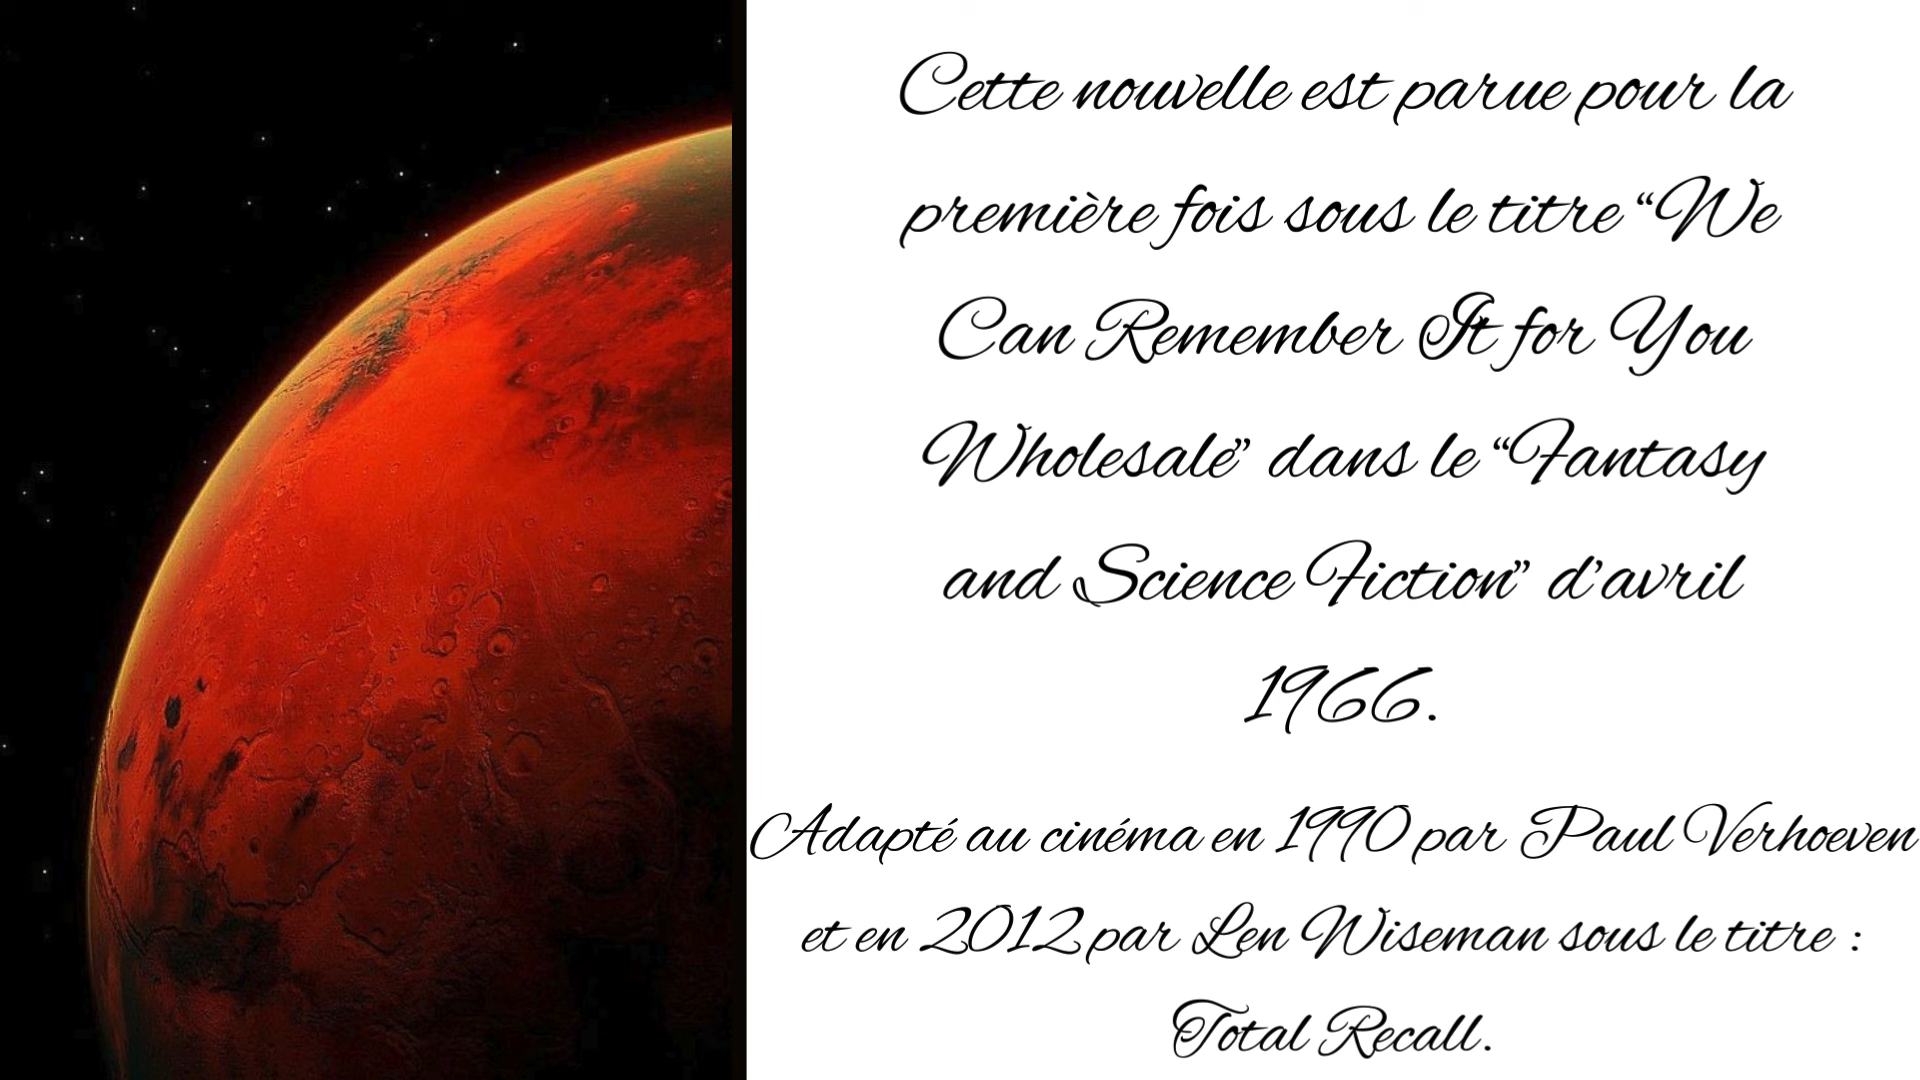 Cette nouvelle est parue pour la
première fois sous le titre “We
Can Remember It for You
Wholesale” dans le “Fantasy
and Science Fiction” d’avril
1966.
Adapté au cinéma en 1990 par Paul Verhoeven
et en 2012 par Len Wiseman sous le titre :
Total Recall.